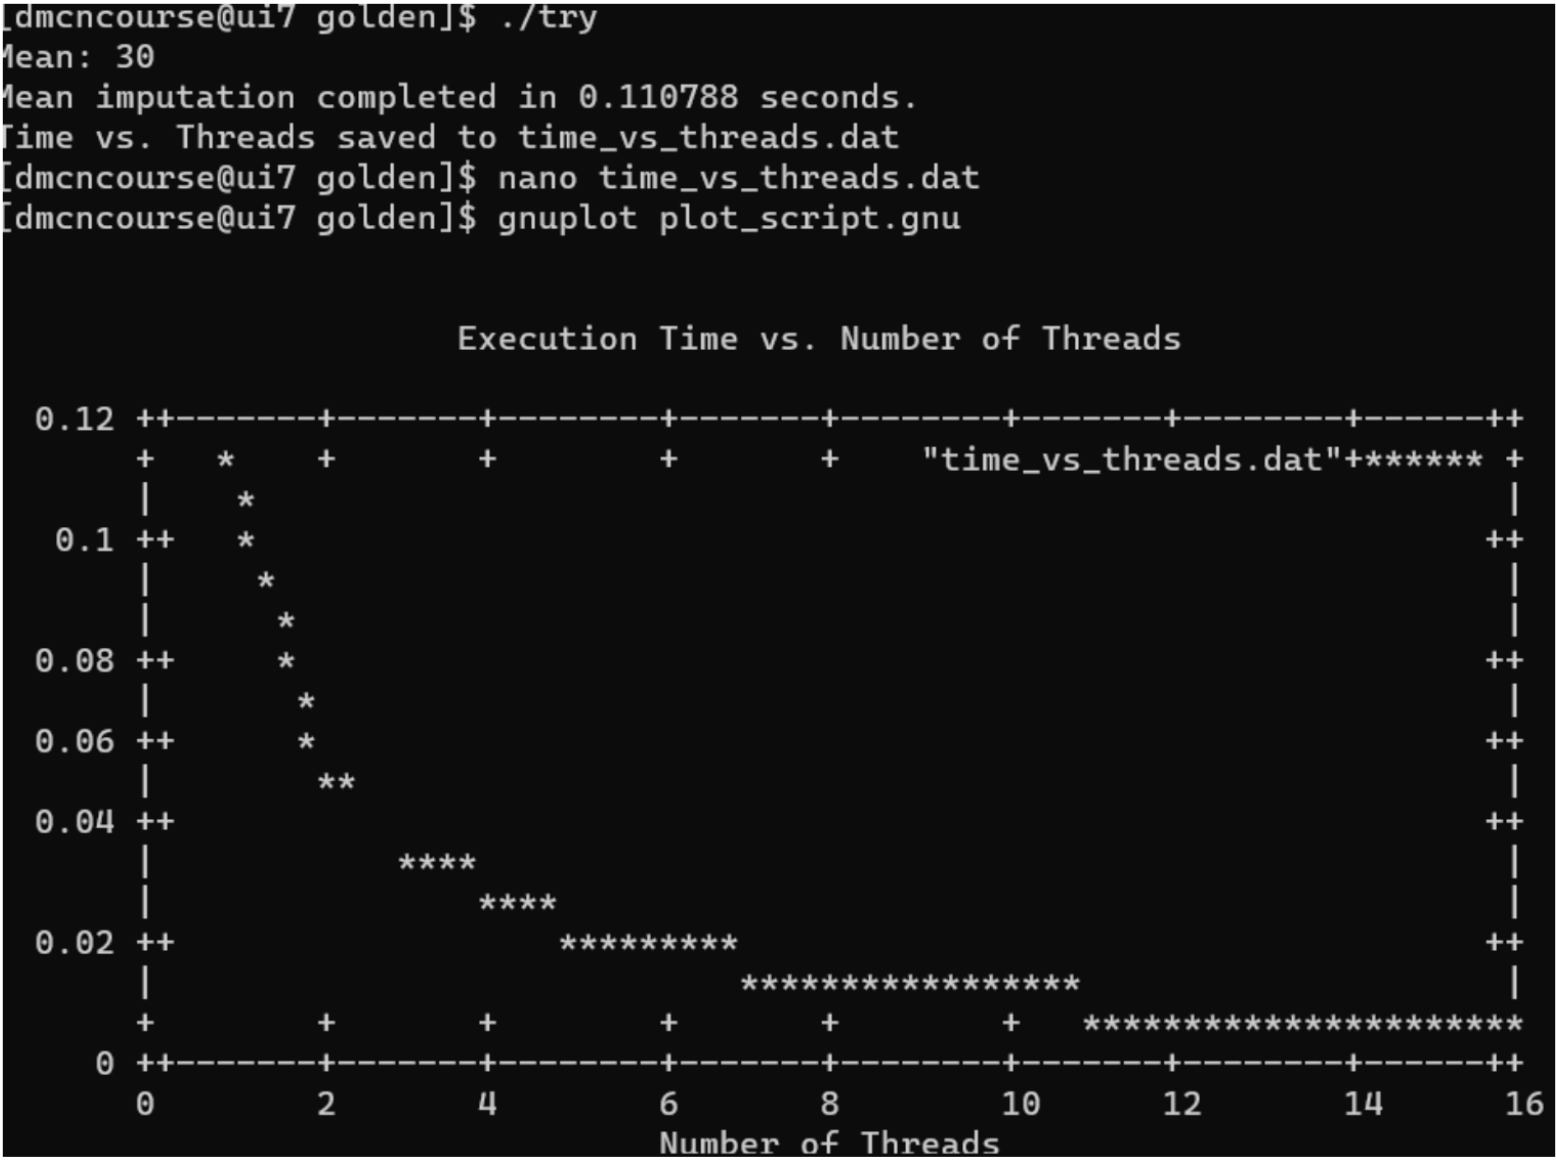 [dmcncourse@ui7 golden]$ ./try
Mean: 30
Mean imputation completed in 0.110788 seconds.
Time vs. Threads saved to time_vs_threads.dat
[dmcncourse@ui7 golden]$ nano time_vs_threads.dat
[dmcncourse@ui7 golden]$ gnuplot plot_script.gnu
Execution Time vs. Number of Threads
0.12 ++-------+-------+--------+-------+--------+-------+--------+------++
+   *    +       +        +       +    "time_vs_threads.dat"+****** +
|    *                                                              |
0.1 ++   *                                                             ++
|     *                                                             |
|      *                                                            |
0.08 ++     *                                                           ++
|       *                                                           |
0.06 ++      *                                                          ++
|        **                                                         |
0.04 ++                                                                 ++
|            ****                                                   |
|                ****                                               |
0.02 ++                   *********                                     ++
|                             *****************                     |
+        +       +        +       +        +   **********************
0 ++-------+-------+--------+-------+--------+-------+--------+------++
0 2 4 6 8 10 12 14 16
Number of Threads